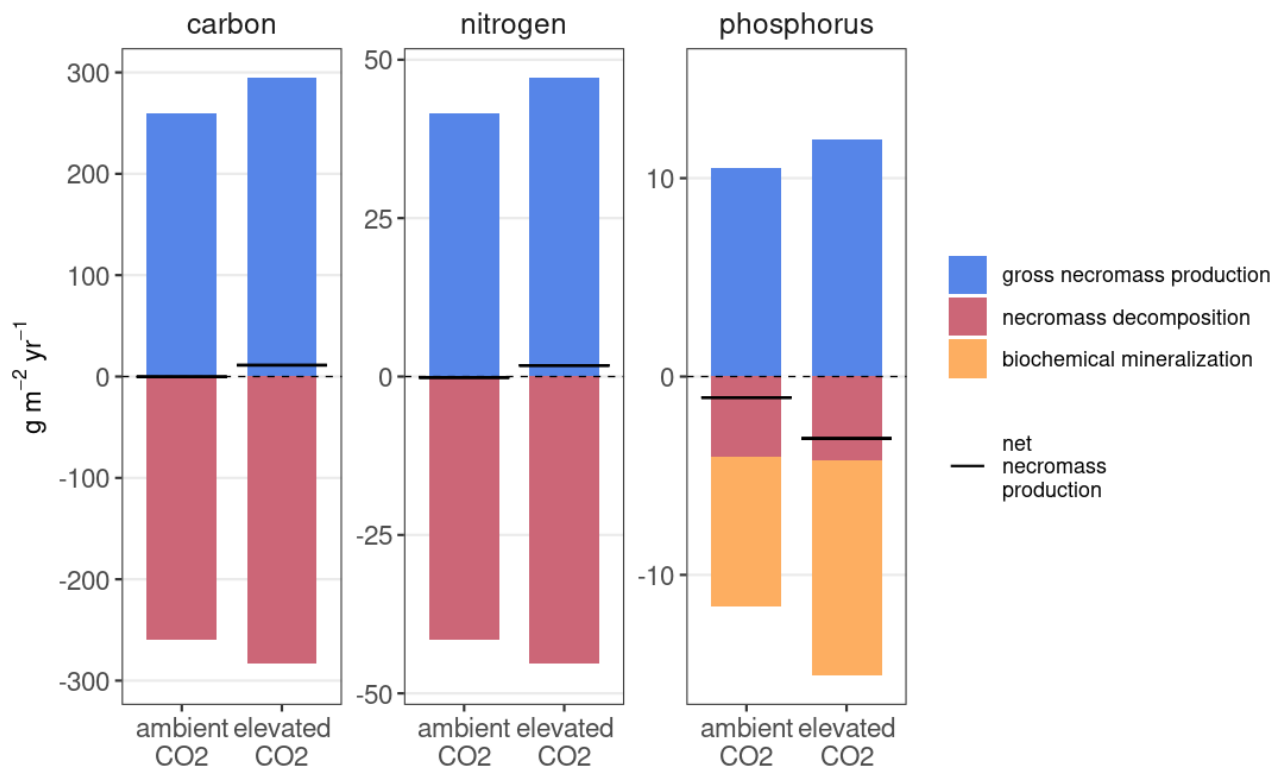 carbon
nitrogen
phosphorus
g m−2 yr−1
300
200
100
0
-100
-200
-300
50
25
0
-25
-50
10
0
-10
ambient CO2
elevated CO2
ambient CO2
elevated CO2
ambient CO2
elevated CO2
gross necromass production
necromass decomposition
biochemical mineralization
net
necromass
production